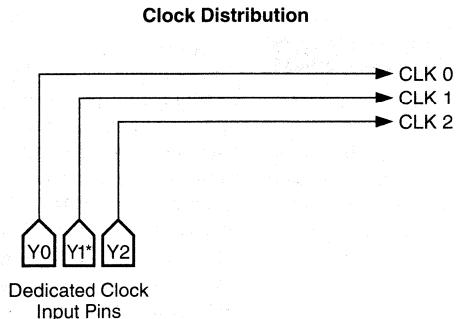 Clock Distribution
CLK 0
CLK 1
CLK 2
Y0 Y1* Y2
Dedicated Clock
Input Pins